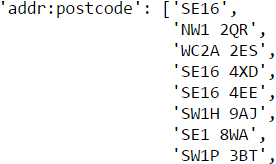 'addr:postcode': ['SE16',
'NW1 2QR',
'WC2A 2ES',
'SE16 4XD',
'SE16 4EE',
'SW1H 9AJ',
'SE1 8WA',
'SW1P 3BT',